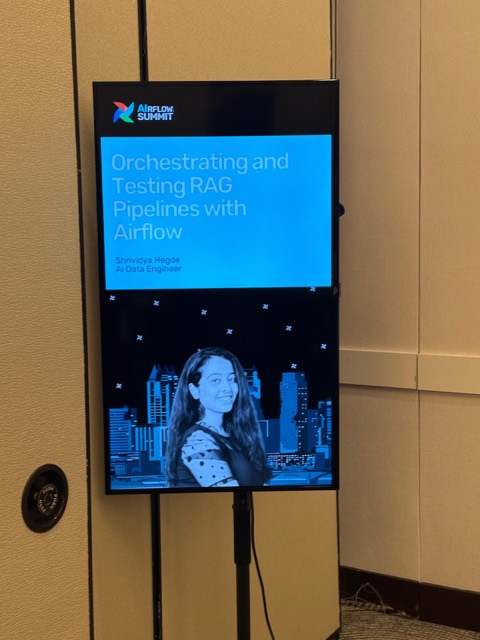 AIRFLOW
SUMMIT
Orchestrating and
Testing RAG
Pipelines with
Airflow
Shrividya Hegde
AI Data Engineer